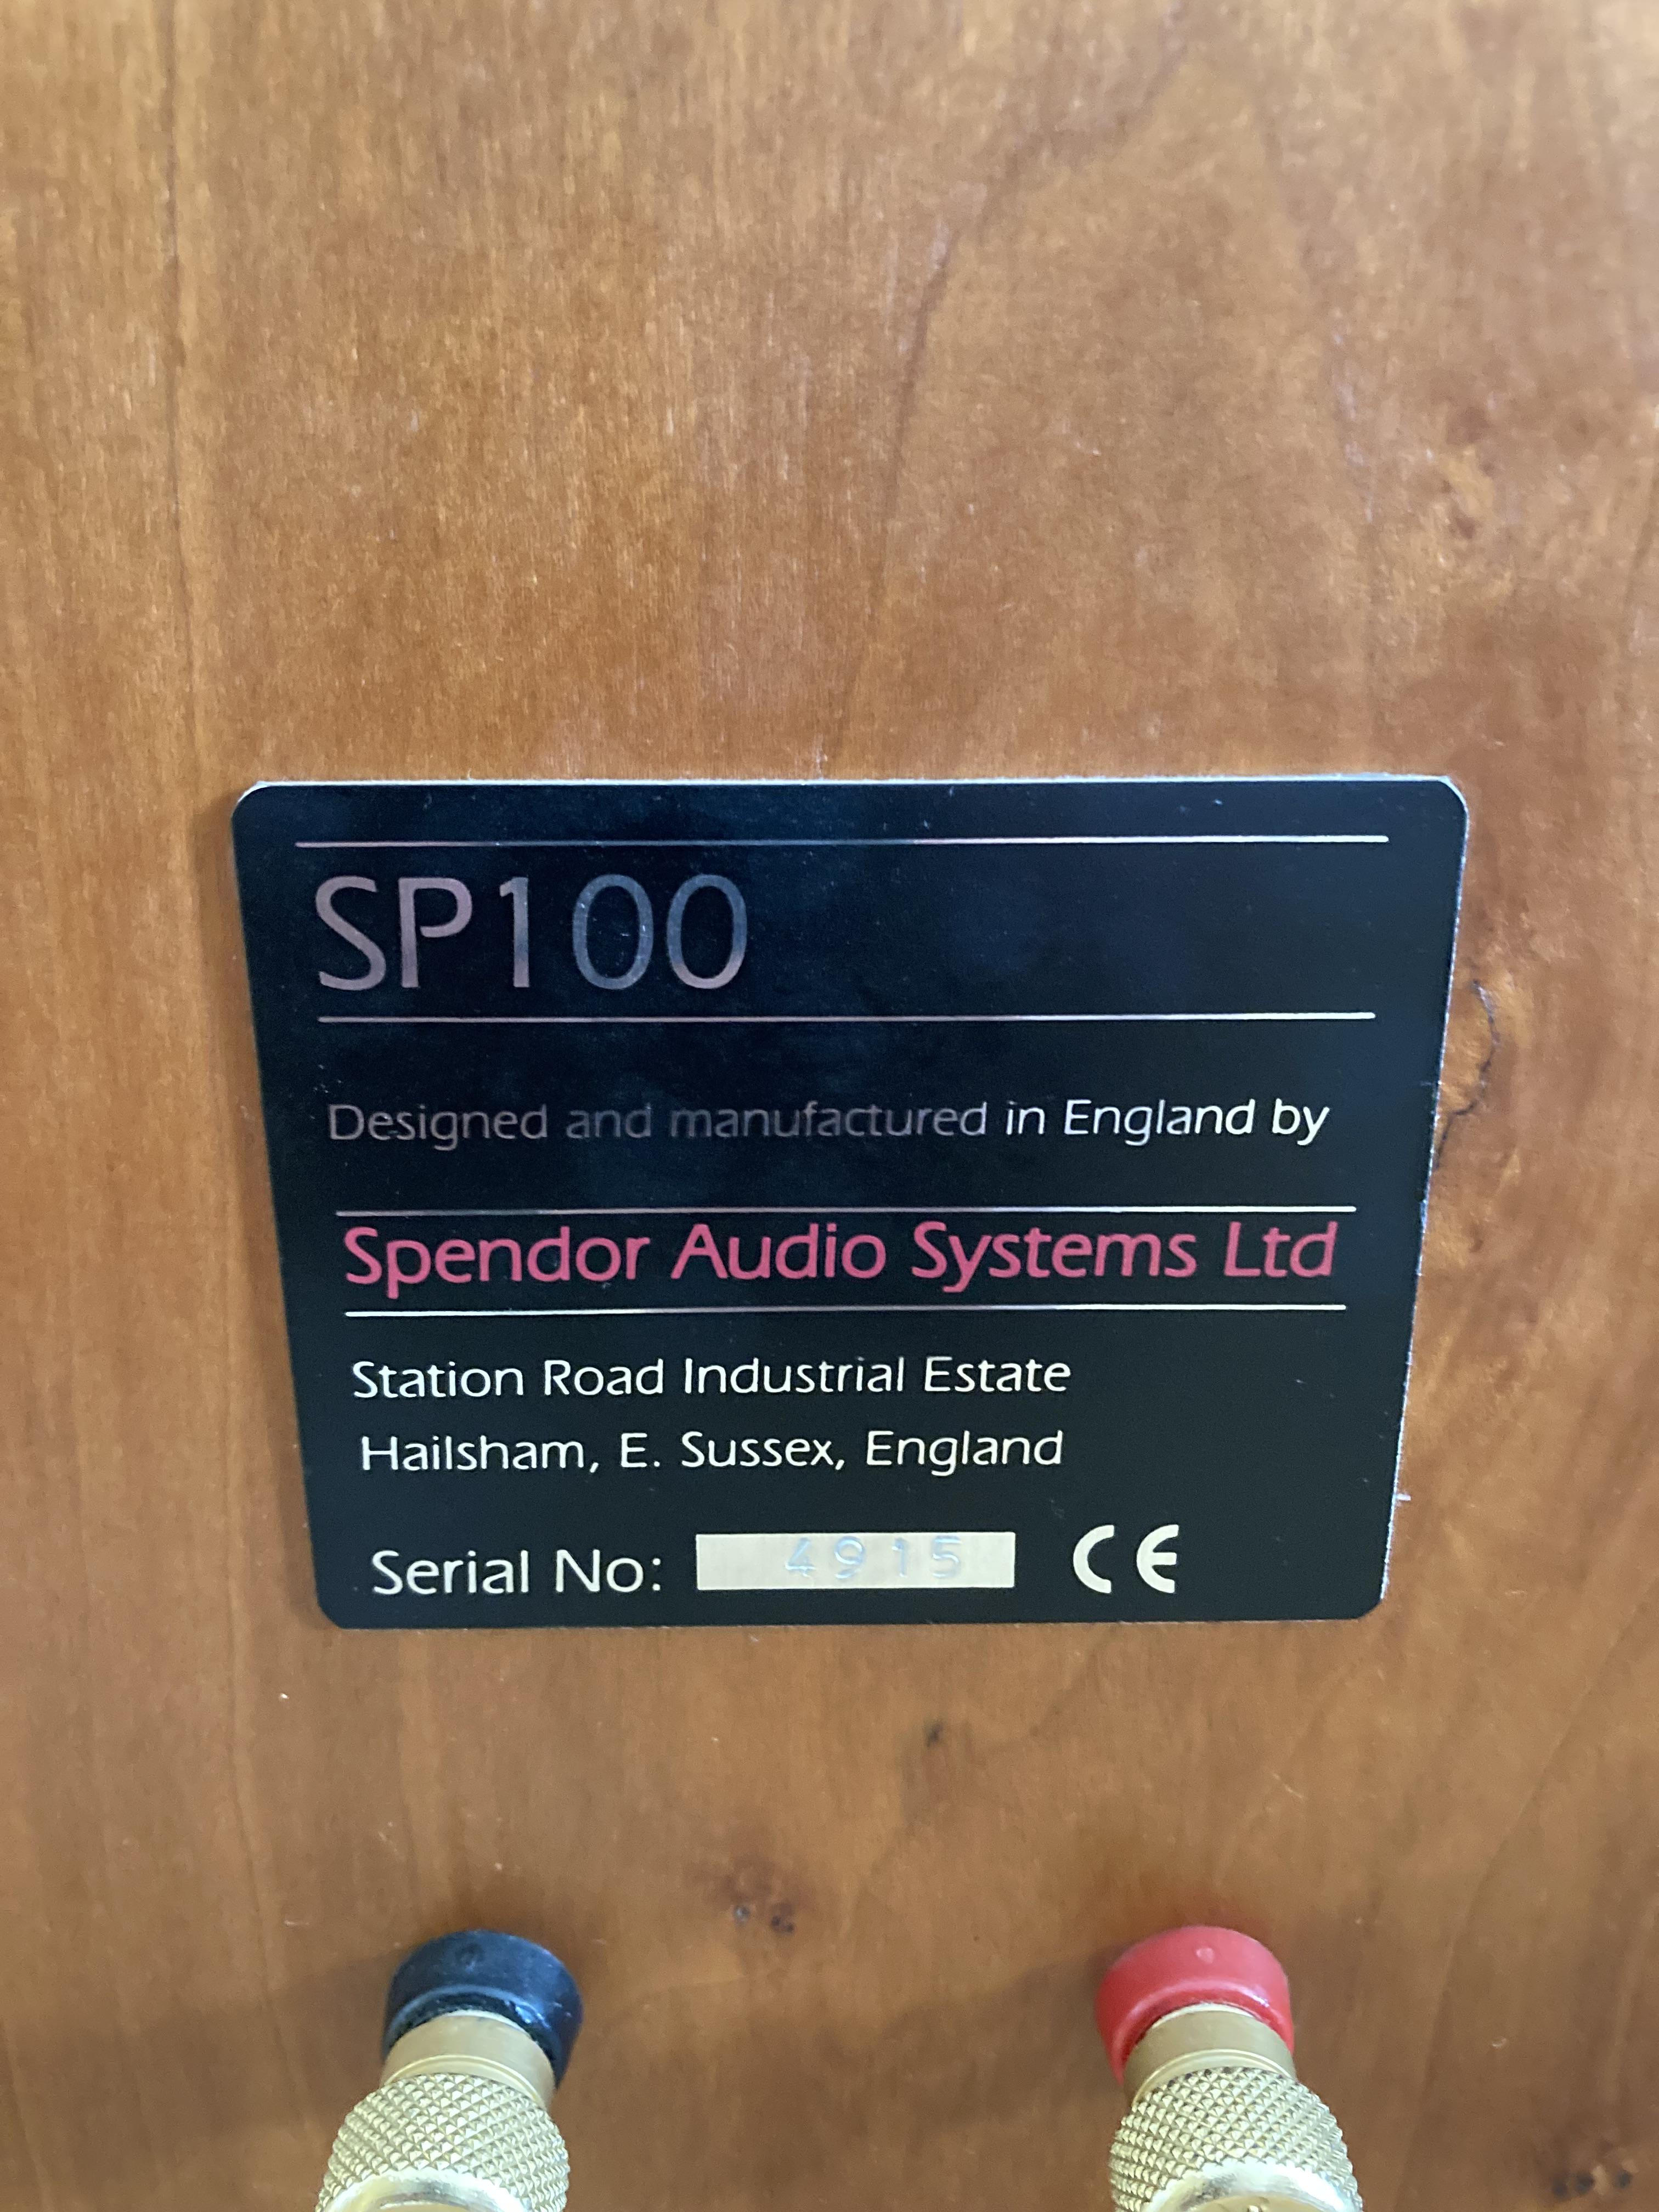 SP100
Designed and manufactured in England by
Spendor Audio Systems Ltd
Station Road Industrial Estate
Hailsham, E. Sussex, England
Serial No: 4915 CE